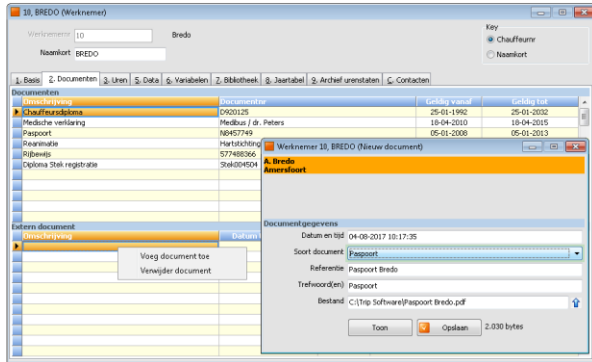 10, BREDO (Werknemer)
Werknemernr 10 Bredo
Naamkort BREDO
Key
Chauffeurnr
Naamkort
1. Basis 2. Documenten 3. Uren 5. Data 6. Variabelen 7. Bibliotheek 8. Jaartabel 9. Archief urenstaten C. Contacten
Documenten
Omschrijving Documentnr Geldig vanaf Geldig tot
Chauffeursdiploma D920125 25-01-1992 25-01-2032
Medische verklaring Medibus / dr. Peters 18-04-2010 18-04-2015
Paspoort N8457749 05-01-2008 05-01-2013
Reanimatie Hartstichting
Rijbewijs 577488366
Diploma Stek registratie Stek004504
Extern document
Omschrijving Datum
Voeg document toe
Verwijder document
Werknemer 10, BREDO (Nieuw document)
A. Bredo
Amersfoort
Documentgegevens
Datum en tijd 04-08-2017 10:17:35
Soort document Paspoort
Referentie Paspoort Bredo
Trefwoord(en) Paspoort
Bestand C:\Trip Software\Paspoort Bredo.pdf
Toon Opslaan 2.030 bytes